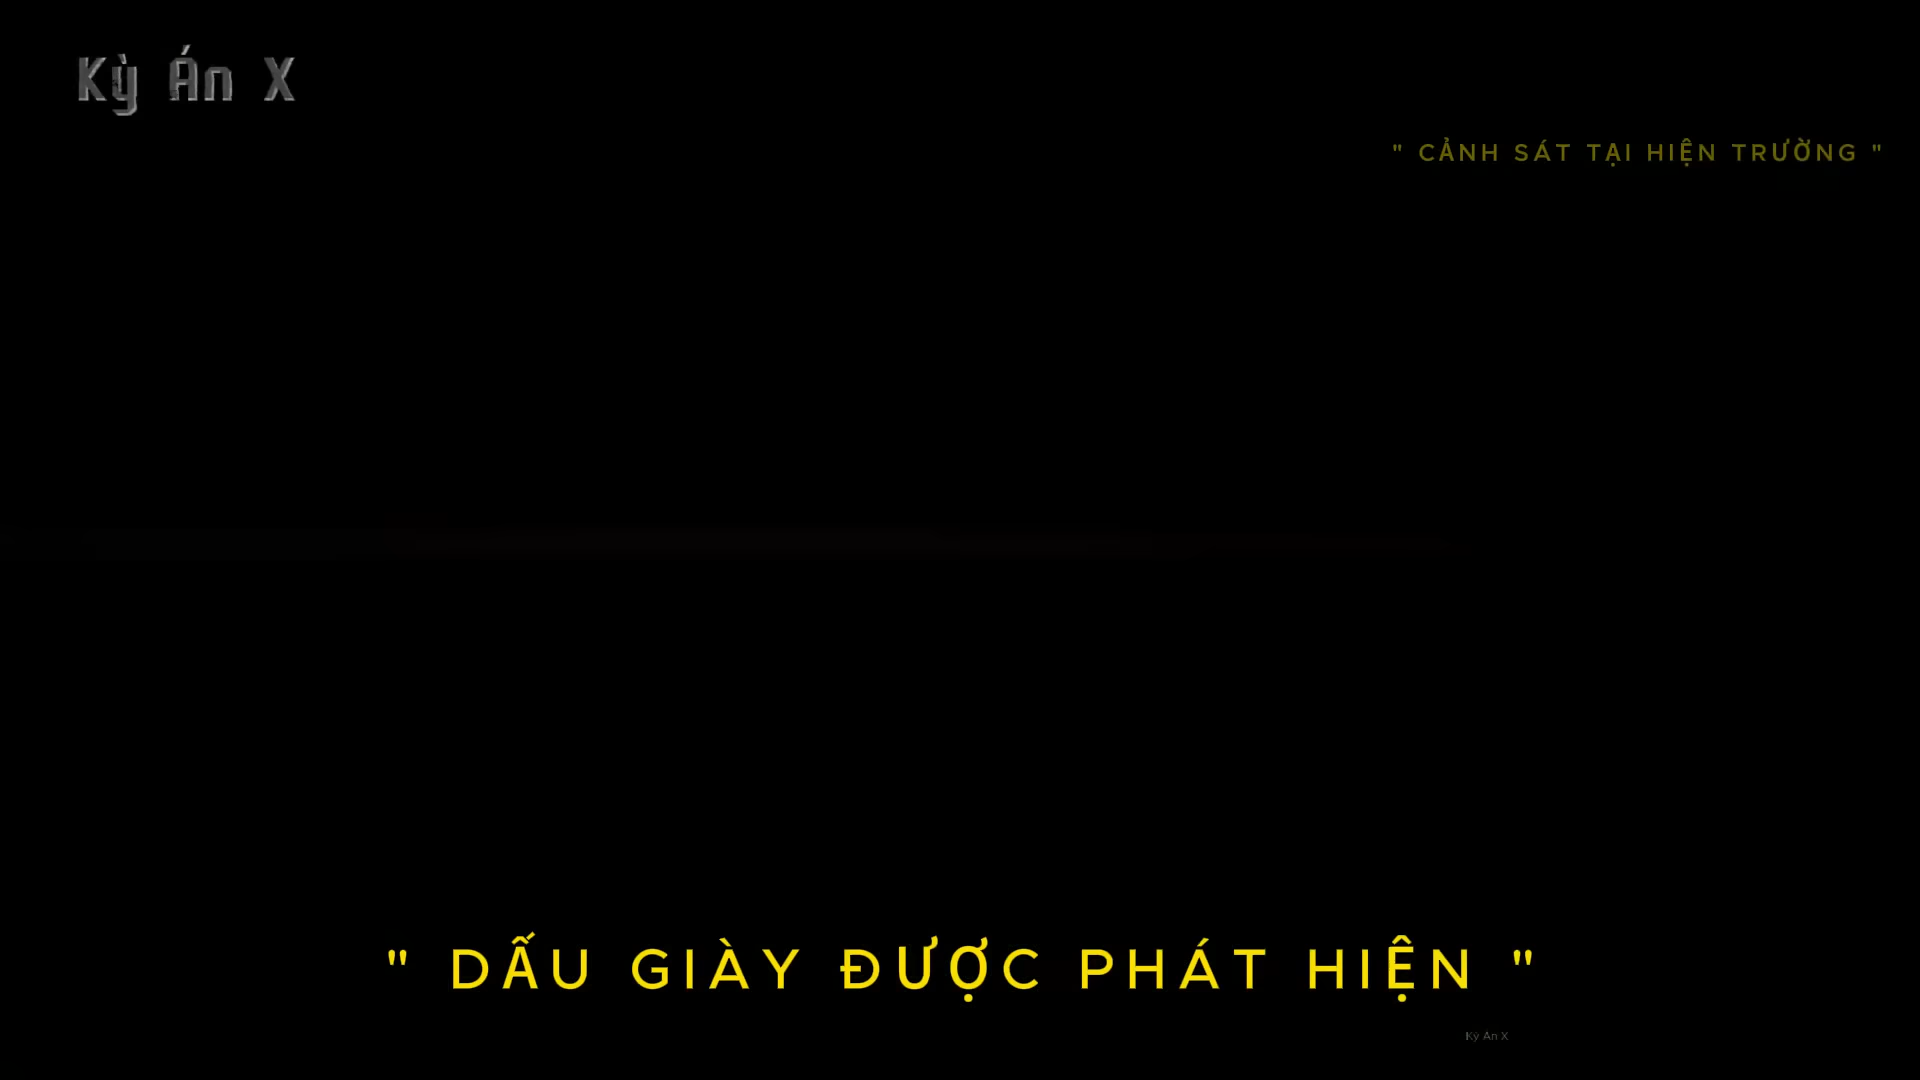 Kỳ Án X
" CẢNH SÁT TẠI HIỆN TRƯỜNG "
" DẤU GIÀY ĐƯỢC PHÁT HIỆN "
Kỳ Án X